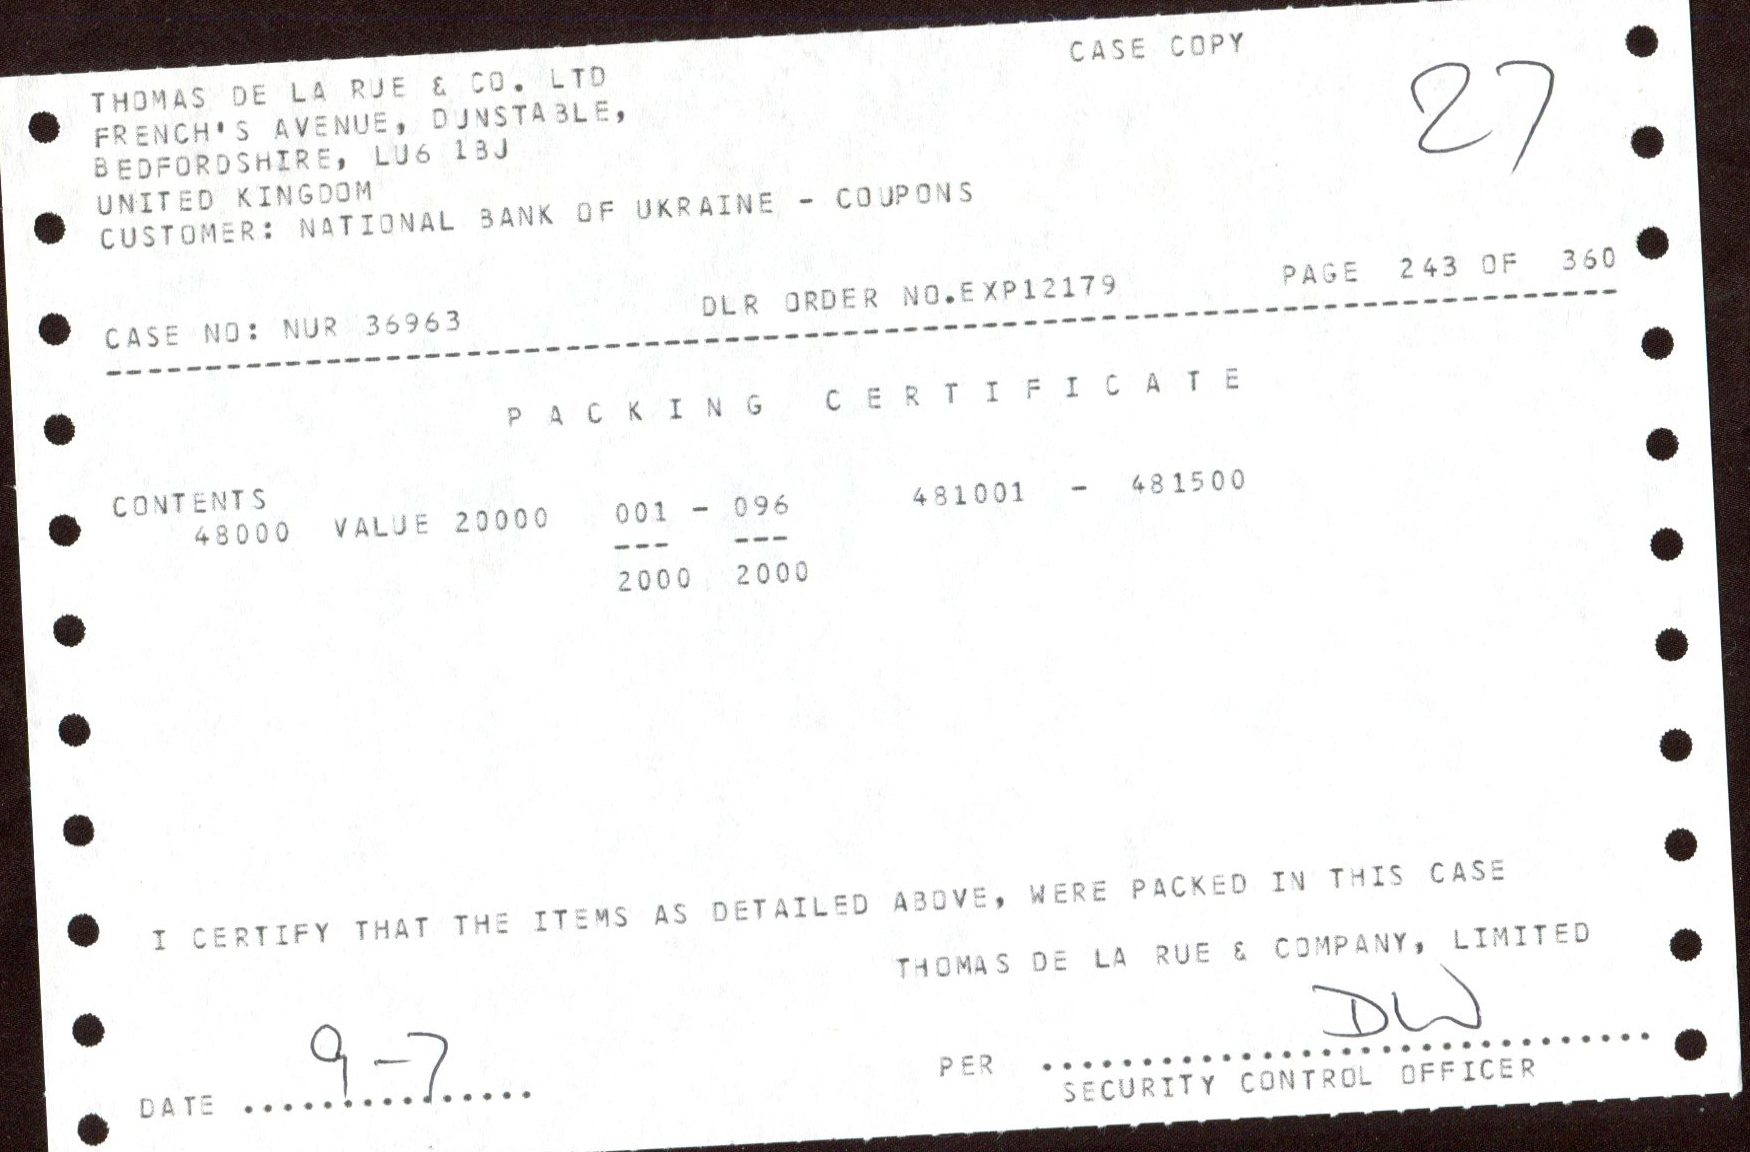 CASE COPY
27
THOMAS DE LA RUE & CO. LTD
FRENCH'S AVENUE, DUNSTABLE,
BEDFORDSHIRE, LU6 1BJ
UNITED KINGDOM
CUSTOMER: NATIONAL BANK OF UKRAINE - COUPONS
CASE NO: NUR 36963 DLR ORDER NO.EXP12179 PAGE 243 OF 360
PACKING CERTIFICATE
CONTENTS
48000 VALUE 20000 001 - 096 481001 - 481500
--- ---
2000 2000
I CERTIFY THAT THE ITEMS AS DETAILED ABOVE, WERE PACKED IN THIS CASE
THOMAS DE LA RUE & COMPANY, LIMITED
DATE 9-7 PER DW
SECURITY CONTROL OFFICER